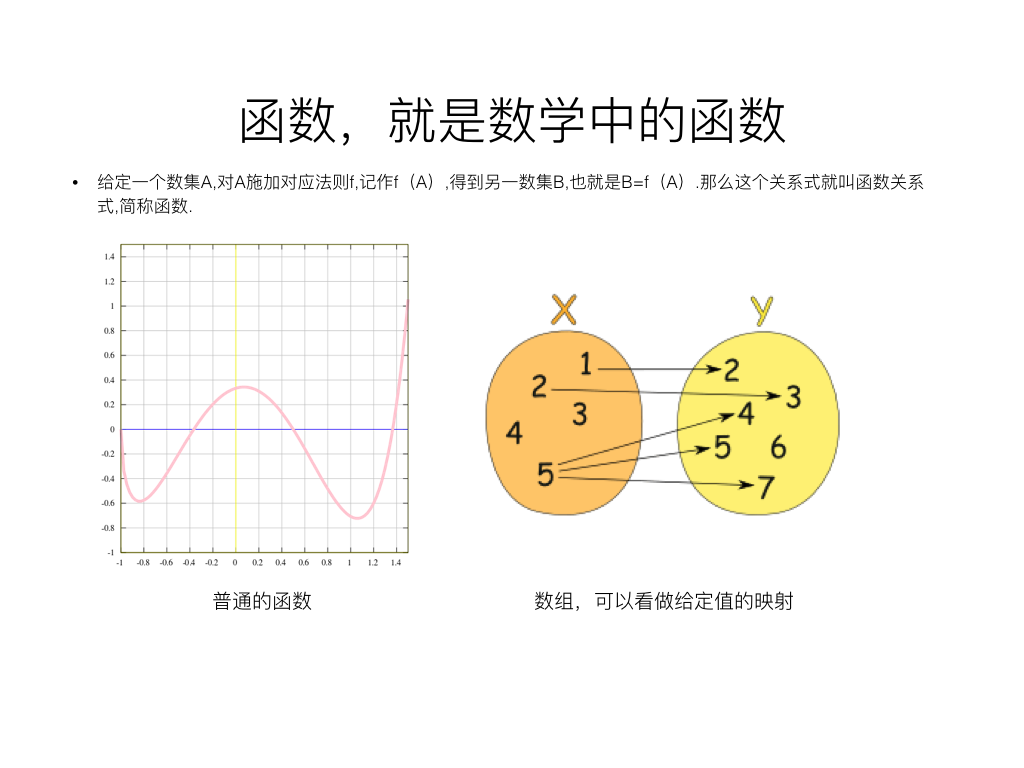 函数，就是数学中的函数
• 给定一个数集A,对A施加对应法则f,记作f（A）,得到另一数集B,也就是B=f（A）.那么这个关系式就叫函数关系
式,简称函数.
1.4
1.2
1
0.8
0.6
0.4
0.2
0
-0.2
-0.4
-0.6
-0.8
-1
-1 -0.8 -0.6 -0.4 -0.2 0 0.2 0.4 0.6 0.8 1 1.2 1.4
普通的函数
X
1
2
3
4
5
y
2
3
4
5 6
7
数组，可以看做给定值的映射